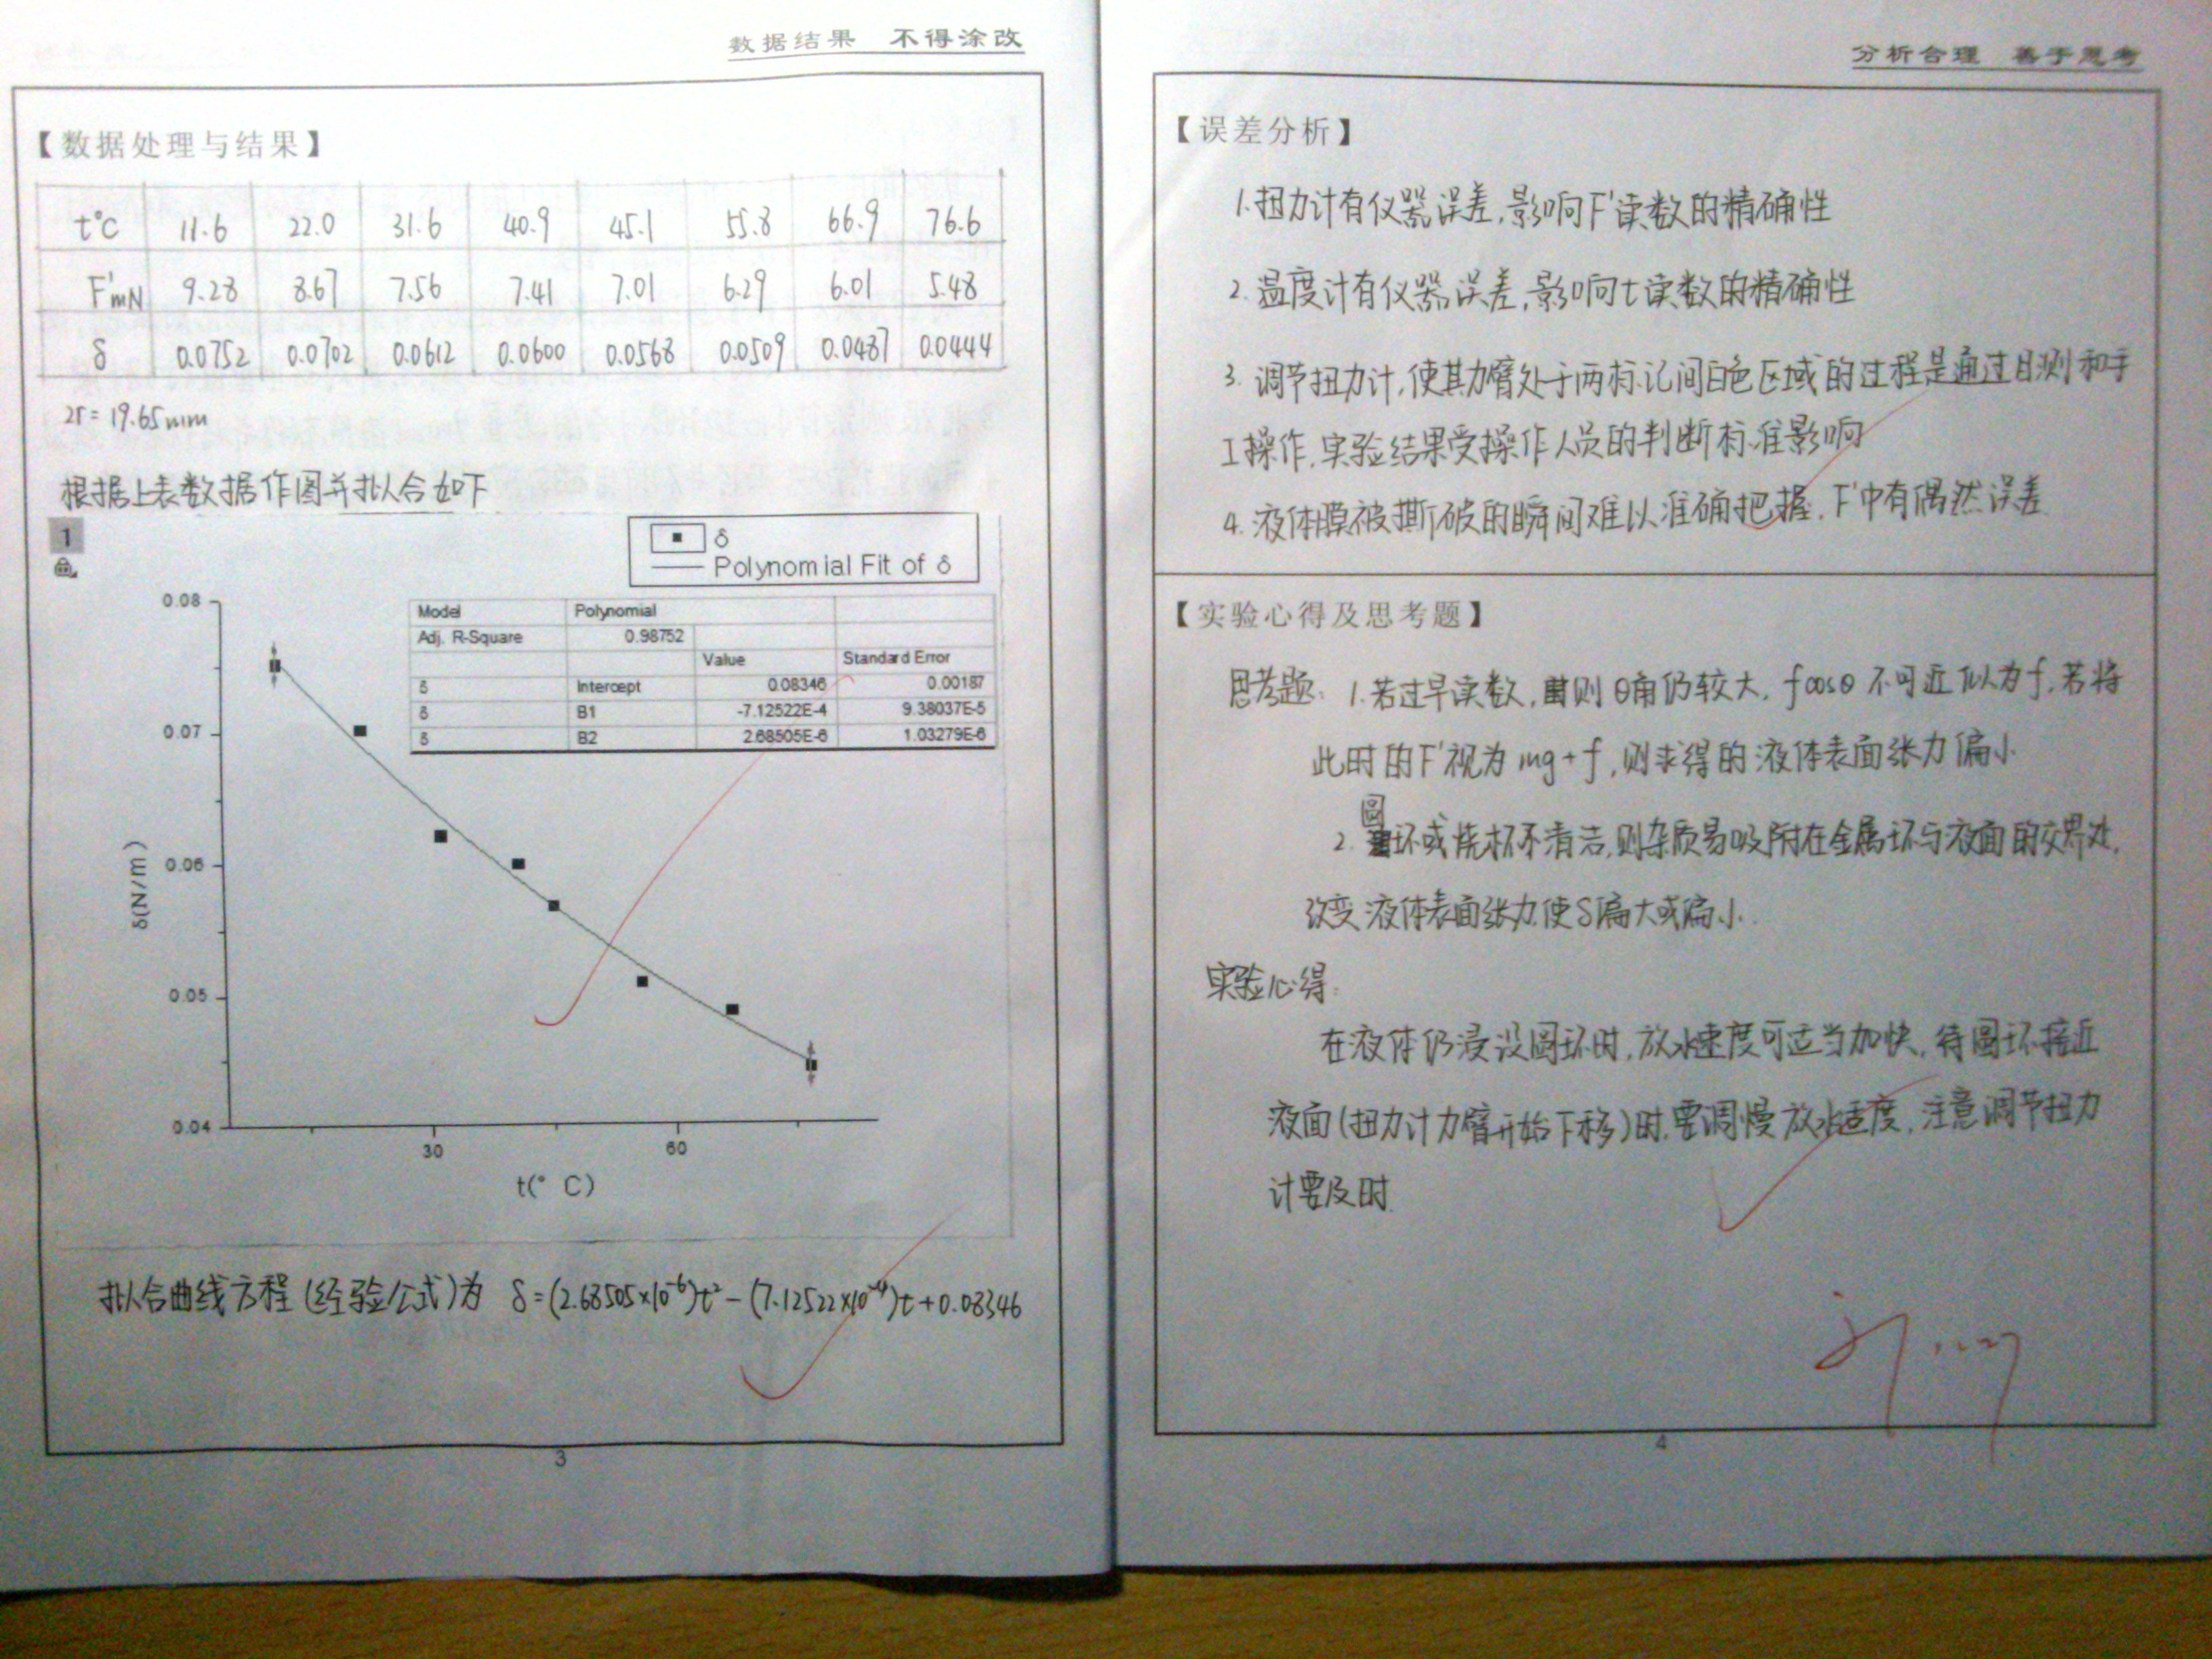 数据结果 不得涂改
【数据处理与结果】
t°C 11.6 22.0 31.6 40.9 45.1 55.8 66.9 76.6
F'mN 9.28 8.67 7.56 7.41 7.01 6.29 6.01 5.48
δ 0.0752 0.0702 0.0612 0.0600 0.0568 0.0509 0.0487 0.0444
2r=19.65mm
根据上表数据作图并拟合如下
1
δ
Polynomial Fit of δ
Model Polynomial
Adj. R-Square 0.98752
Value Standard Error
δ Intercept 0.08346 0.00187
δ B1 -7.12522E-4 9.38037E-5
δ B2 2.68505E-6 1.03279E-6
0.08
0.07
0.06
0.05
0.04
δ(N/m)
30 60
t(° C)
拟合曲线方程(经验公式)为 δ=(2.68505×10⁻⁶)t²-(7.12522×10⁻⁴)t+0.08346
3
分析合理 善于思考
【误差分析】
1.扭力计有仪器误差,影响F'读数的精确性
2.温度计有仪器误差,影响t读数的精确性
3.调节扭力计,使其力臂处于两标记间白色区域的过程是通过目测和手
工操作,实验结果受操作人员的判断标准影响
4.液体膜被撕破的瞬间难以准确把握,F'中有偶然误差
【实验心得及思考题】
思考题:1.若过早读数,则θ角仍较大,fcosθ不可近似为f,若将
此时的F'视为mg+f,则求得的液体表面张力偏小
2.圆环或烧杯不清洁,则杂质易吸附在金属环与液面的交界处,
改变液体表面张力,使δ偏大或偏小.
实验心得:
在液体仍浸没圆环时,放水速度可适当加快,待圆环接近
液面(扭力计力臂开始下移)时,要调慢放水速度,注意调节扭力
计要及时
4